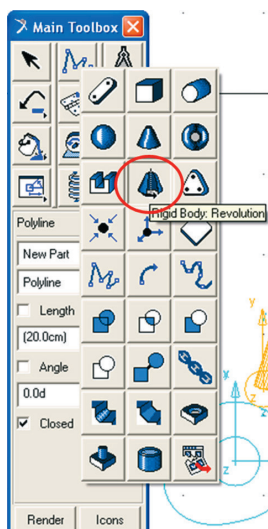 Main Toolbox
Rigid Body: Revolution
Polyline
New Part
Polyline
Length
(20.0cm)
Angle
0.0d
Closed
Render Icons
Y
Y
z
z
z